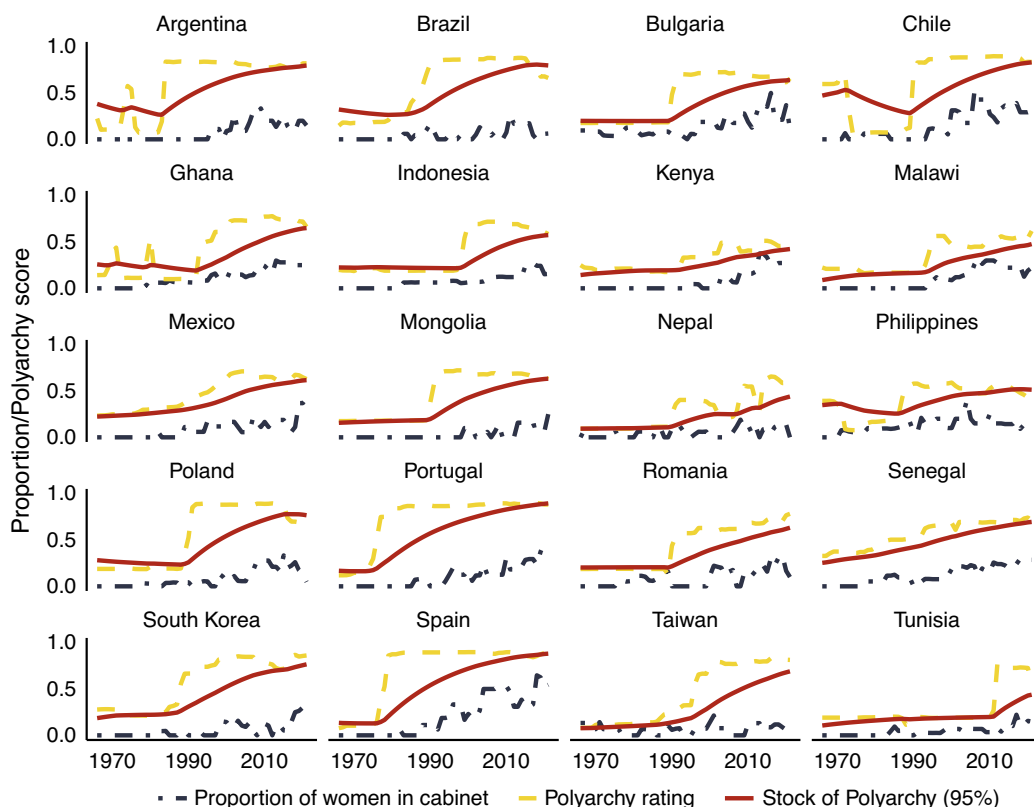 Proportion/Polyarchy score
Argentina Brazil Bulgaria Chile
1.0
0.5
0.0
Ghana Indonesia Kenya Malawi
1.0
0.5
0.0
Mexico Mongolia Nepal Philippines
1.0
0.5
0.0
Poland Portugal Romania Senegal
1.0
0.5
0.0
South Korea Spain Taiwan Tunisia
1.0
0.5
0.0
1970 1990 2010 1970 1990 2010 1970 1990 2010 1970 1990 2010
Proportion of women in cabinet Polyarchy rating Stock of Polyarchy (95%)